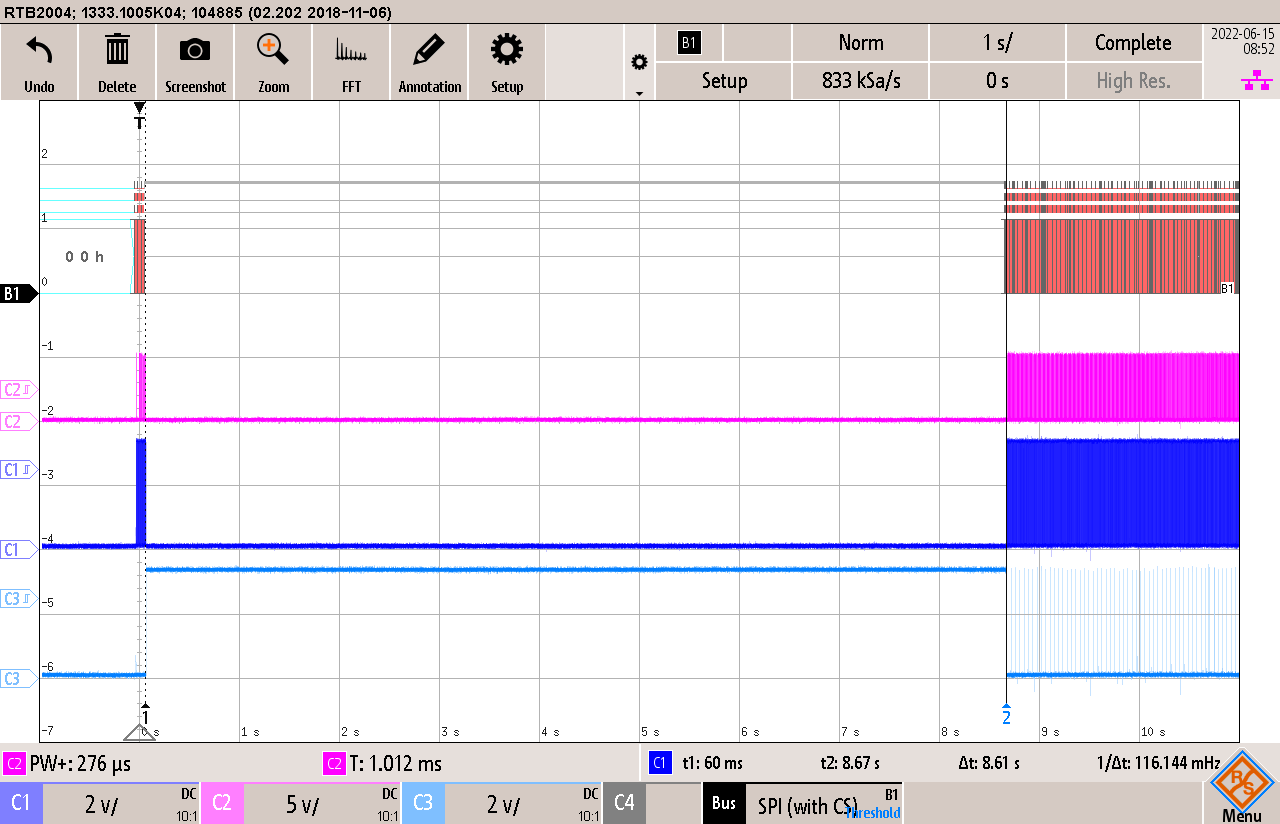 RTB2004; 1333.1005K04; 104885 (02.202 2018-11-06)
Undo
Delete
Screenshot
Zoom
FFT
Annotation
Setup
B1
Norm
1 s/
Complete
Setup
833 kSa/s
0 s
High Res.
2022-06-15
08:52
T
2
1
0 0 h
0
B1
B1
-1
C2
-2
C2
C1
-3
-4
C1
C3
-5
-6
C3
1
2
-7
0 s
1 s
2 s
3 s
4 s
5 s
6 s
7 s
8 s
9 s
10 s
C2 PW+: 276 µs
C2 T: 1.012 ms
C1 t1: 60 ms t2: 8.67 s Δt: 8.61 s 1/Δt: 116.144 mHz
C1 2 v/ DC 10:1
C2 5 v/ DC 10:1
C3 2 v/ DC 10:1
C4
Bus SPI (with CS) B1
Threshold
R&S
Menu